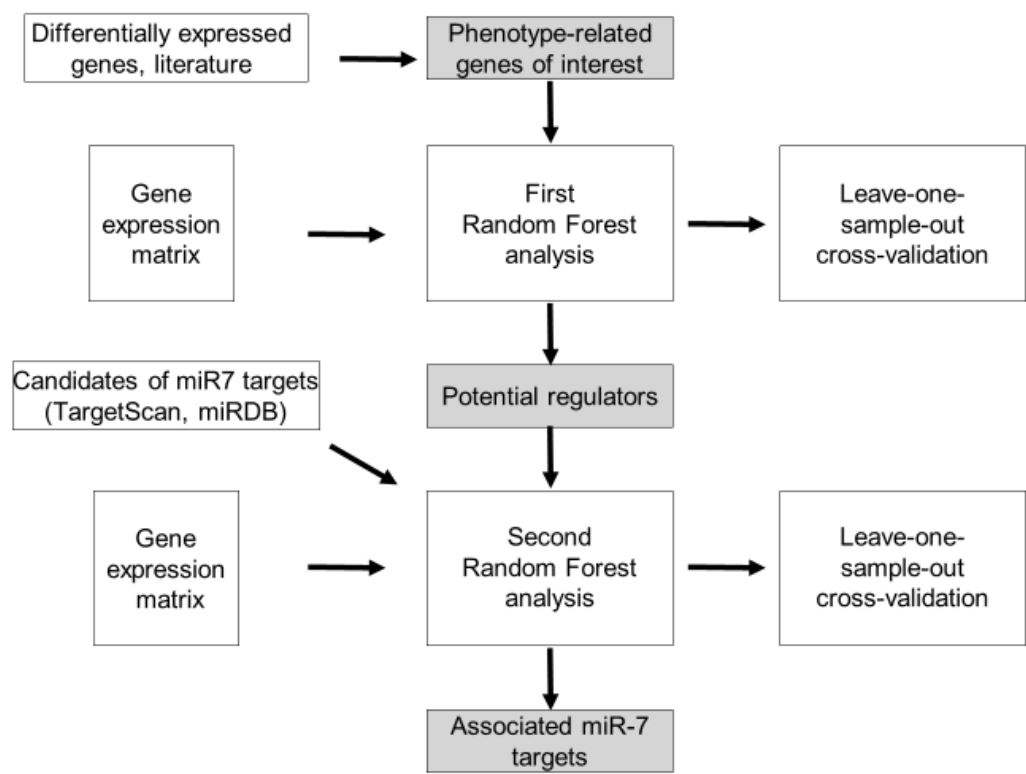 Differentially expressed
genes, literature
Phenotype-related
genes of interest
Gene
expression
matrix
First
Random Forest
analysis
Leave-one-
sample-out
cross-validation
Candidates of miR7 targets
(TargetScan, miRDB)
Potential regulators
Gene
expression
matrix
Second
Random Forest
analysis
Leave-one-
sample-out
cross-validation
Associated miR-7
targets